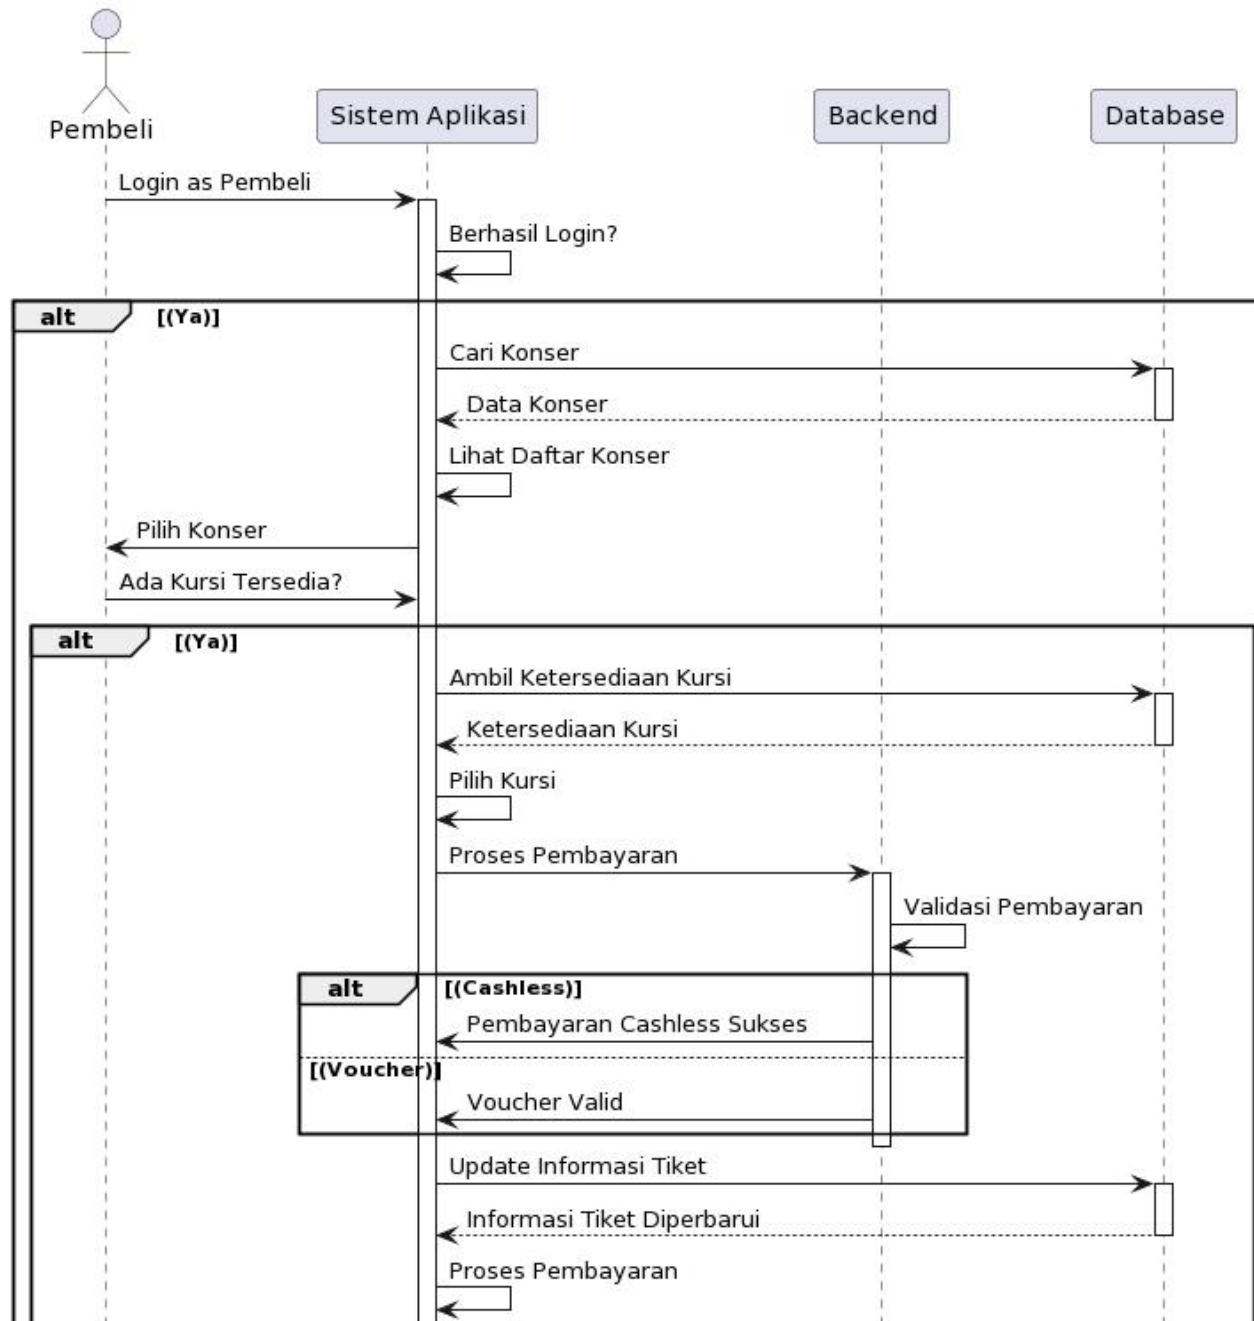 Pembeli
Sistem Aplikasi
Backend
Database
Login as Pembeli
Berhasil Login?
alt
[(Ya)]
Cari Konser
Data Konser
Lihat Daftar Konser
Pilih Konser
Ada Kursi Tersedia?
alt
[(Ya)]
Ambil Ketersediaan Kursi
Ketersediaan Kursi
Pilih Kursi
Proses Pembayaran
Validasi Pembayaran
alt
[(Cashless)]
Pembayaran Cashless Sukses
[(Voucher)]
Voucher Valid
Update Informasi Tiket
Informasi Tiket Diperbarui
Proses Pembayaran